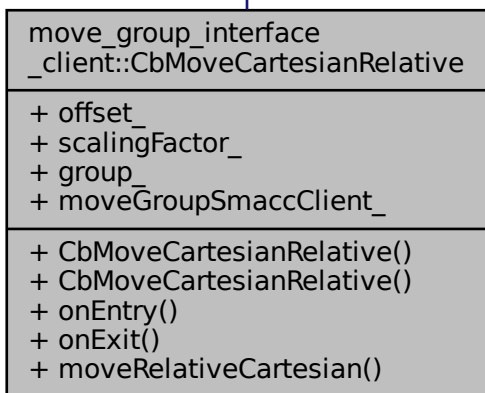 move_group_interface
_client::CbMoveCartesianRelative
+ offset_
+ scalingFactor_
+ group_
+ moveGroupSmaccClient_
+ CbMoveCartesianRelative()
+ CbMoveCartesianRelative()
+ onEntry()
+ onExit()
+ moveRelativeCartesian()